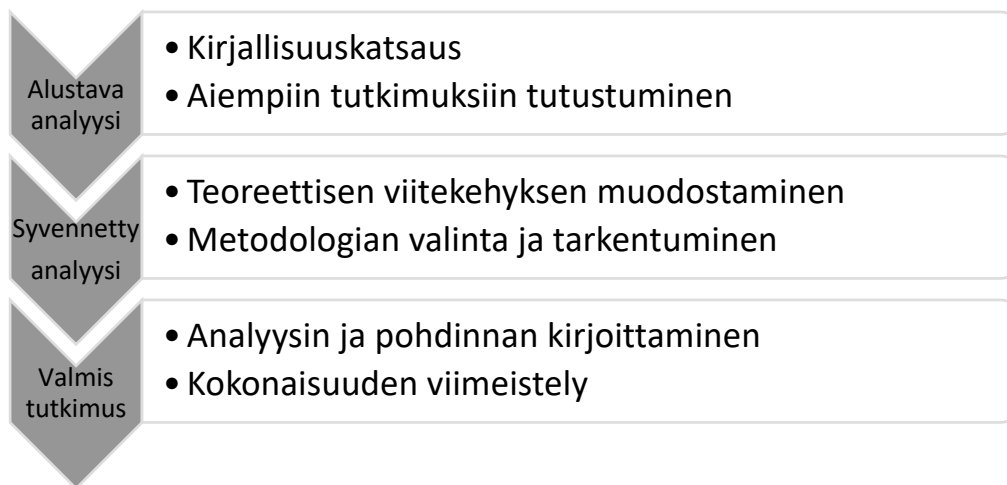 Alustava
analyysi
• Kirjallisuuskatsaus
• Aiempiin tutkimuksiin tutustuminen
Syvennetty
analyysi
• Teoreettisen viitekehyksen muodostaminen
• Metodologian valinta ja tarkentuminen
Valmis
tutkimus
• Analyysin ja pohdinnan kirjoittaminen
• Kokonaisuuden viimeistely